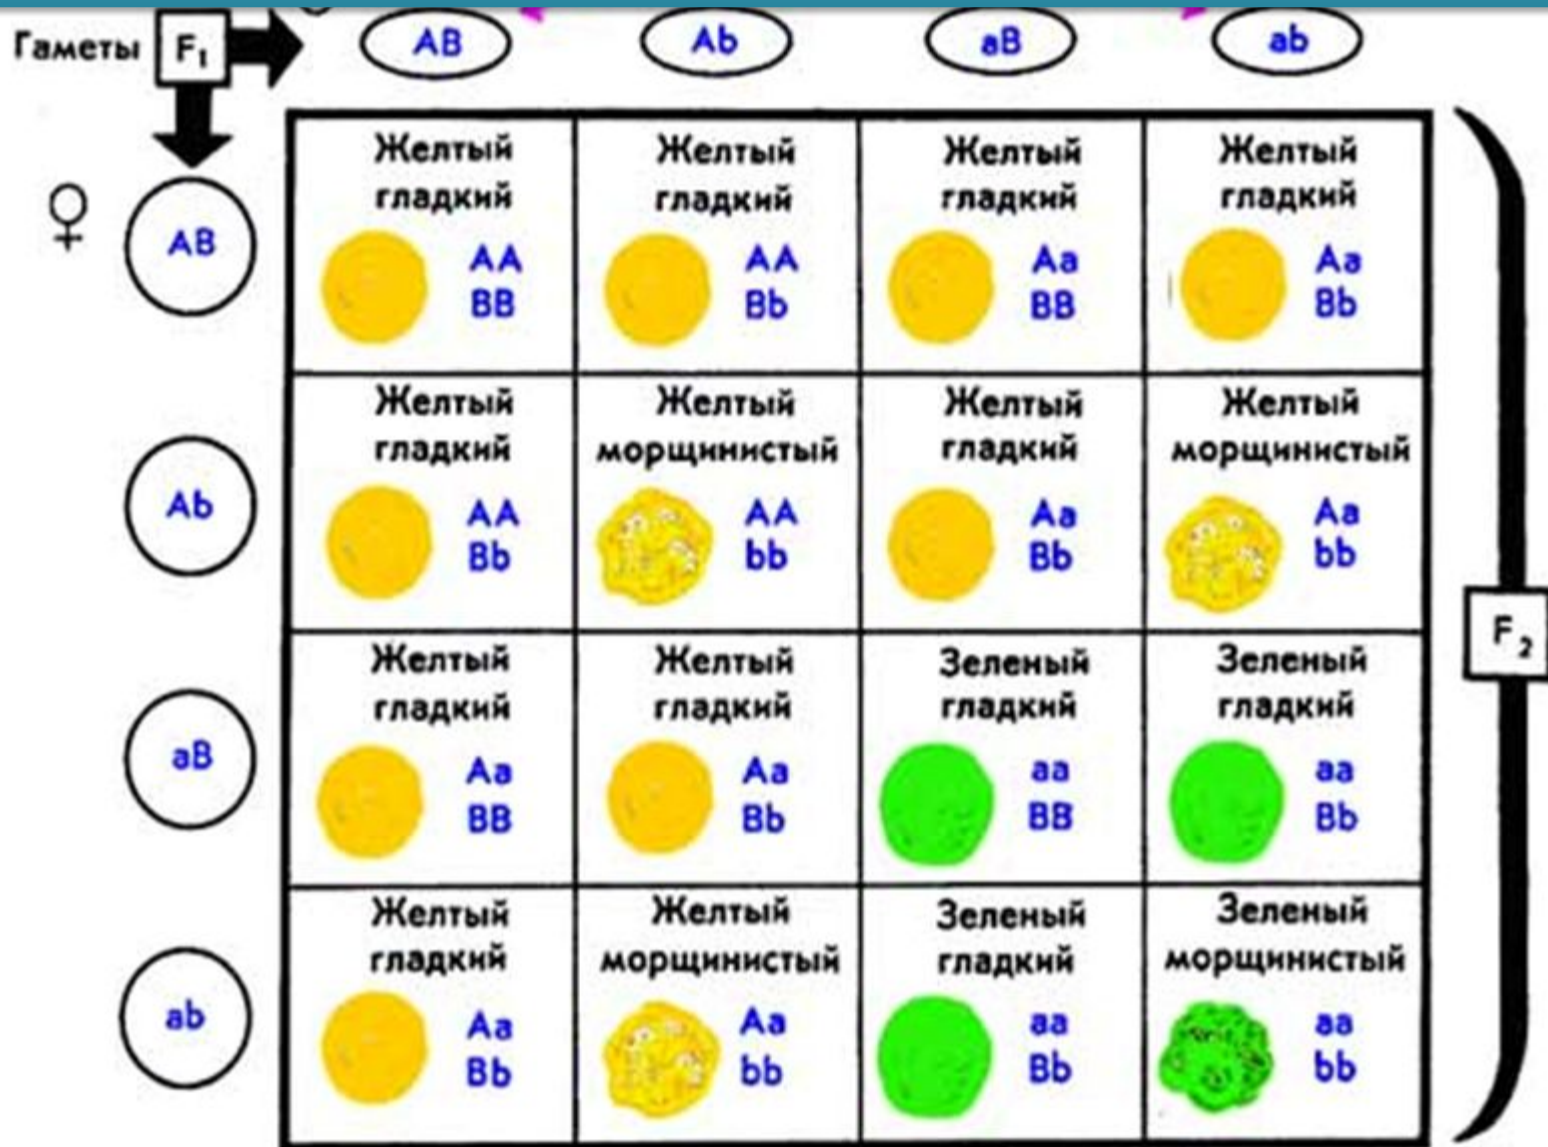 Гаметы F₁ AB Ab aB ab
♀ AB
Желтый гладкий AA BB
Желтый гладкий AA Bb
Желтый гладкий Aa BB
Желтый гладкий Aa Bb
Ab
Желтый гладкий AA Bb
Желтый морщинистый AA bb
Желтый гладкий Aa Bb
Желтый морщинистый Aa bb
F₂
aB
Желтый гладкий Aa BB
Желтый гладкий Aa Bb
Зеленый гладкий aa BB
Зеленый гладкий aa Bb
ab
Желтый гладкий Aa Bb
Желтый морщинистый Aa bb
Зеленый гладкий aa Bb
Зеленый морщинистый aa bb